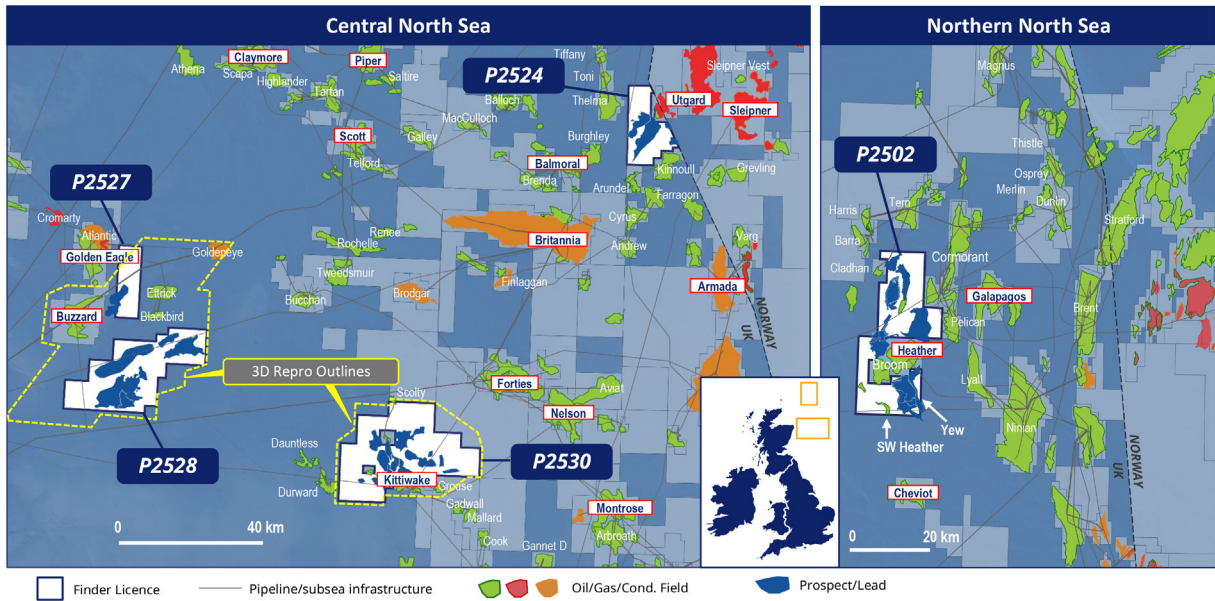 Central North Sea
Northern North Sea
Athena
Claymore
Scapa
Highlander
Tartan
Piper
Saltire
P2524
Tiffany
Toni
Thelma
Balloch
MacCulloch
Burghley
Sleipner Vest
Utgard
Sleipner
Scott
Telford
Galley
Balmoral
Brenda
Arundel
Kinnoull
Farragon
Grevling
P2527
Cromarty
Atlantic
Golden Eagle
Goldepeye
Renee
Rochelle
Tweedsmuir
Britannia
Cyrus
Andrew
Varg
Buzzard
Ettrick
Blackbird
Bucchan
Brodgar
Finlaggan
Armada
NORWAY
UK
3D Repro Outlines
Scolty
Forties
Aviat
Nelson
P2528
Dauntless
Durward
Kittiwake
Grouse
P2530
Gadwall
Mallard
Cook
Gannet D
Montrose
Arbroath
0
40 km
Magnus
Thistle
P2502
Osprey
Merlin
Dunlin
Harris
Tern
Barra
Stratford
Cladhan
Cormorant
Galapagos
Pelican
Brent
Heather
Broom
Lyall
Ninian
Yew
SW Heather
NORWAY
UK
Cheviot
0
20 km
Finder Licence
Pipeline/subsea infrastructure
Oil/Gas/Cond. Field
Prospect/Lead